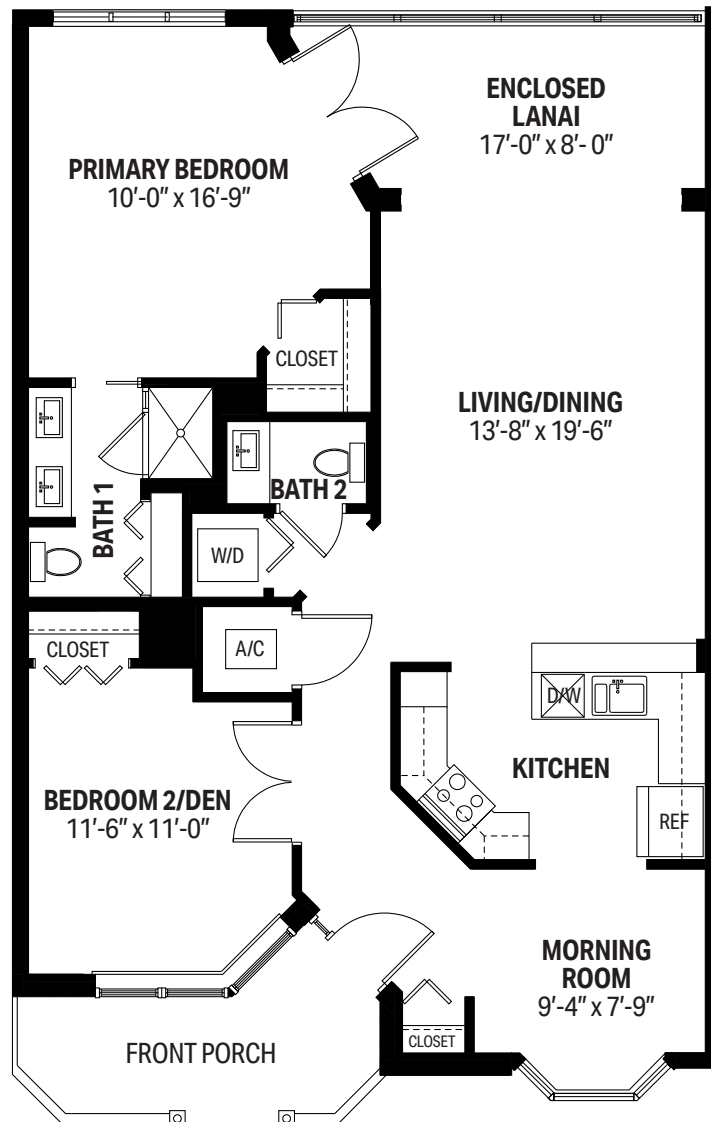 ENCLOSED
LANAI
17′-0″ x 8′- 0″
PRIMARY BEDROOM
10′-0″ x 16′-9″
CLOSET
LIVING/DINING
13′-8″ x 19′-6″
BATH 2
BATH 1
W/D
CLOSET
A/C
D/W
KITCHEN
BEDROOM 2/DEN
11′-6″ x 11′-0″
REF
MORNING
ROOM
9′-4″ x 7′-9″
CLOSET
FRONT PORCH